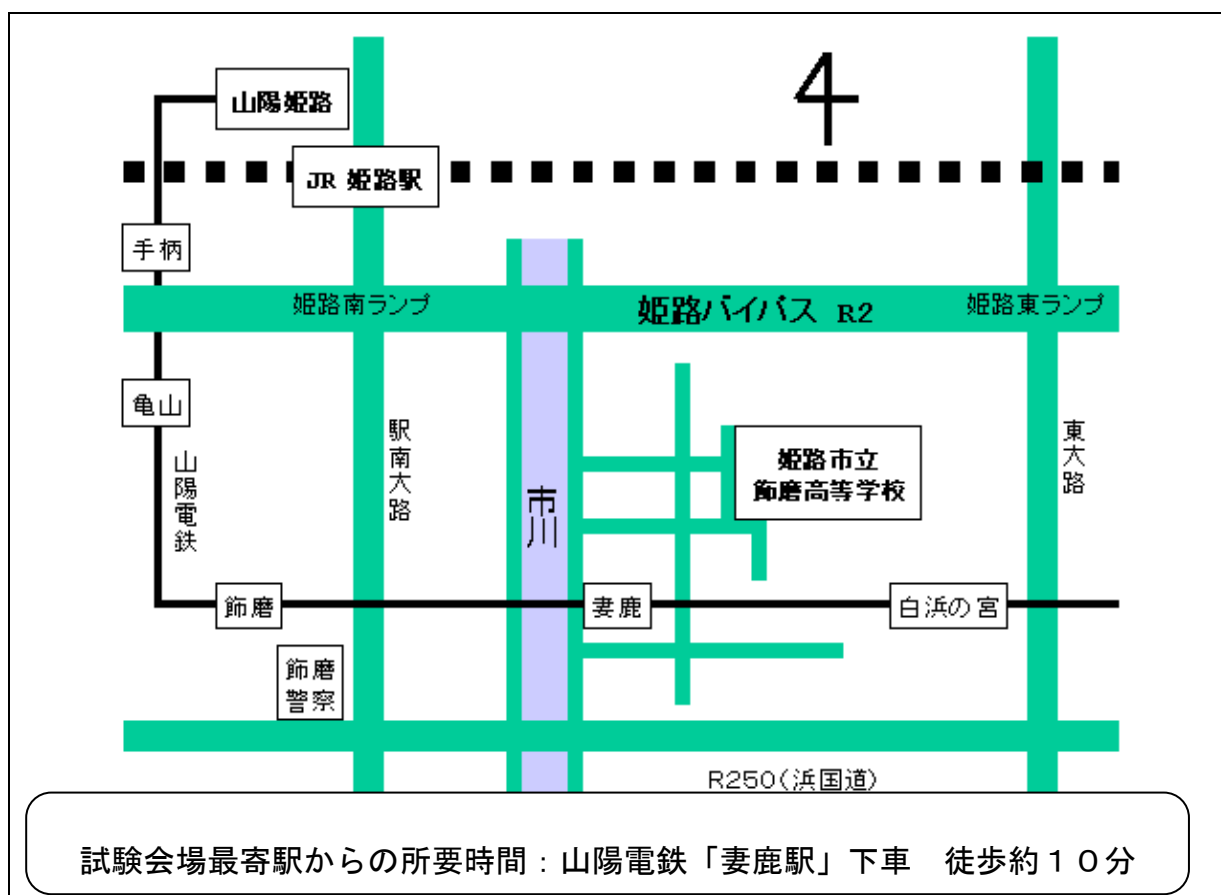 山陽姫路
JR 姫路駅
手柄
姫路南ランプ
姫路バイパス R2
姫路東ランプ
亀山
山陽電鉄
駅南大路
市川
姫路市立
飾磨高等学校
東大路
飾磨
妻鹿
白浜の宮
飾磨
警察
R250(浜国道)
試験会場最寄駅からの所要時間:山陽電鉄「妻鹿駅」下車 徒歩約10分